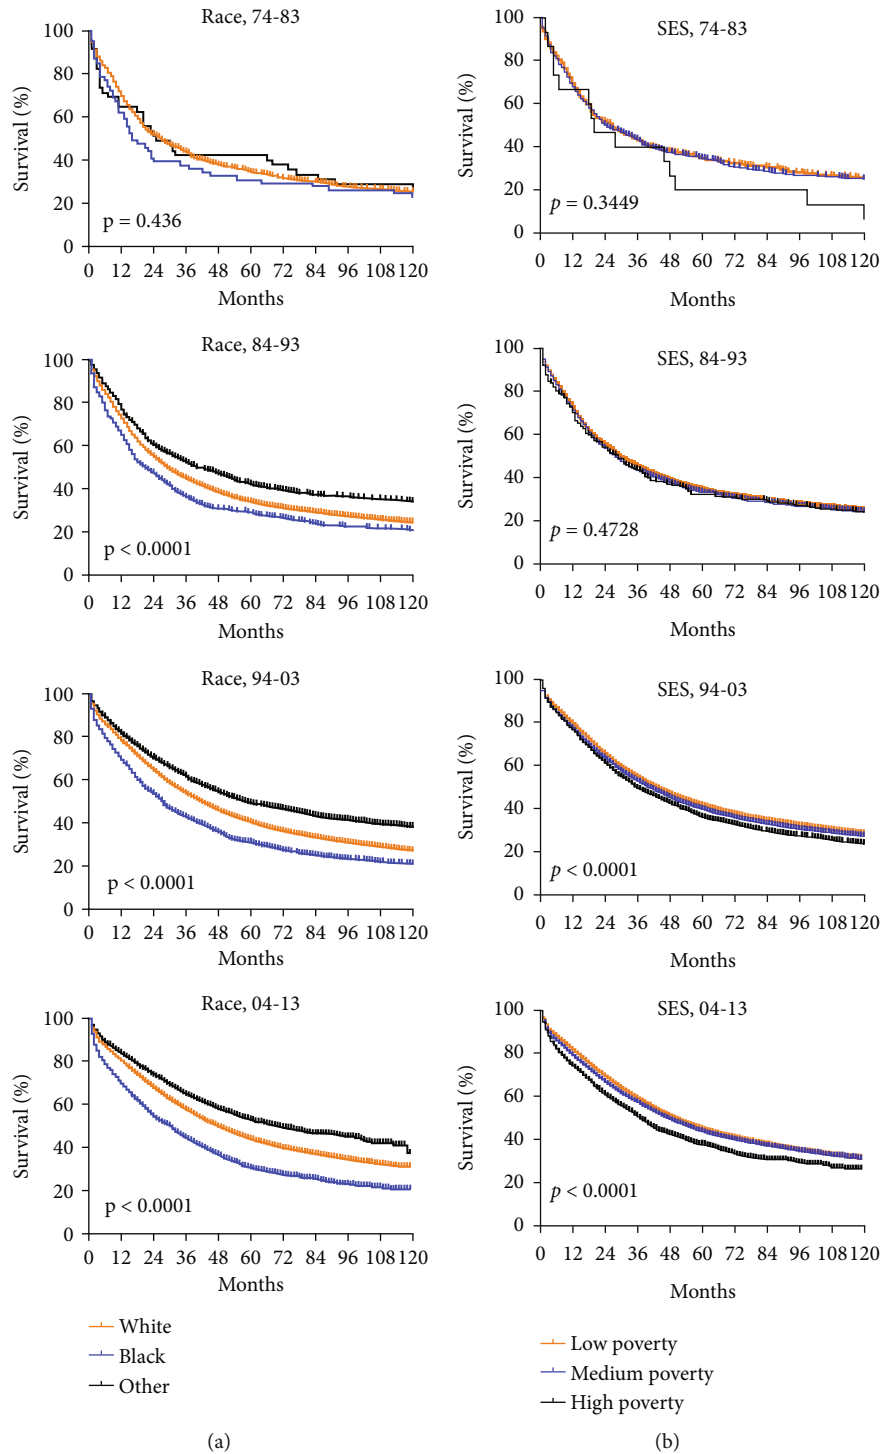 Race, 74-83
100
80
60
40
20
0
Survival (%)
p = 0.436
0 12 24 36 48 60 72 84 96 108 120
Months
SES, 74-83
100
80
60
40
20
0
Survival (%)
p = 0.3449
0 12 24 36 48 60 72 84 96 108 120
Months
Race, 84-93
100
80
60
40
20
0
Survival (%)
p < 0.0001
0 12 24 36 48 60 72 84 96 108 120
Months
SES, 84-93
100
80
60
40
20
0
Survival (%)
p = 0.4728
0 12 24 36 48 60 72 84 96 108 120
Months
Race, 94-03
100
80
60
40
20
0
Survival (%)
p < 0.0001
0 12 24 36 48 60 72 84 96 108 120
Months
SES, 94-03
100
80
60
40
20
0
Survival (%)
p < 0.0001
0 12 24 36 48 60 72 84 96 108 120
Months
Race, 04-13
100
80
60
40
20
0
Survival (%)
p < 0.0001
0 12 24 36 48 60 72 84 96 108 120
Months
SES, 04-13
100
80
60
40
20
0
Survival (%)
p < 0.0001
0 12 24 36 48 60 72 84 96 108 120
Months
White
Black
Other
(a)
Low poverty
Medium poverty
High poverty
(b)